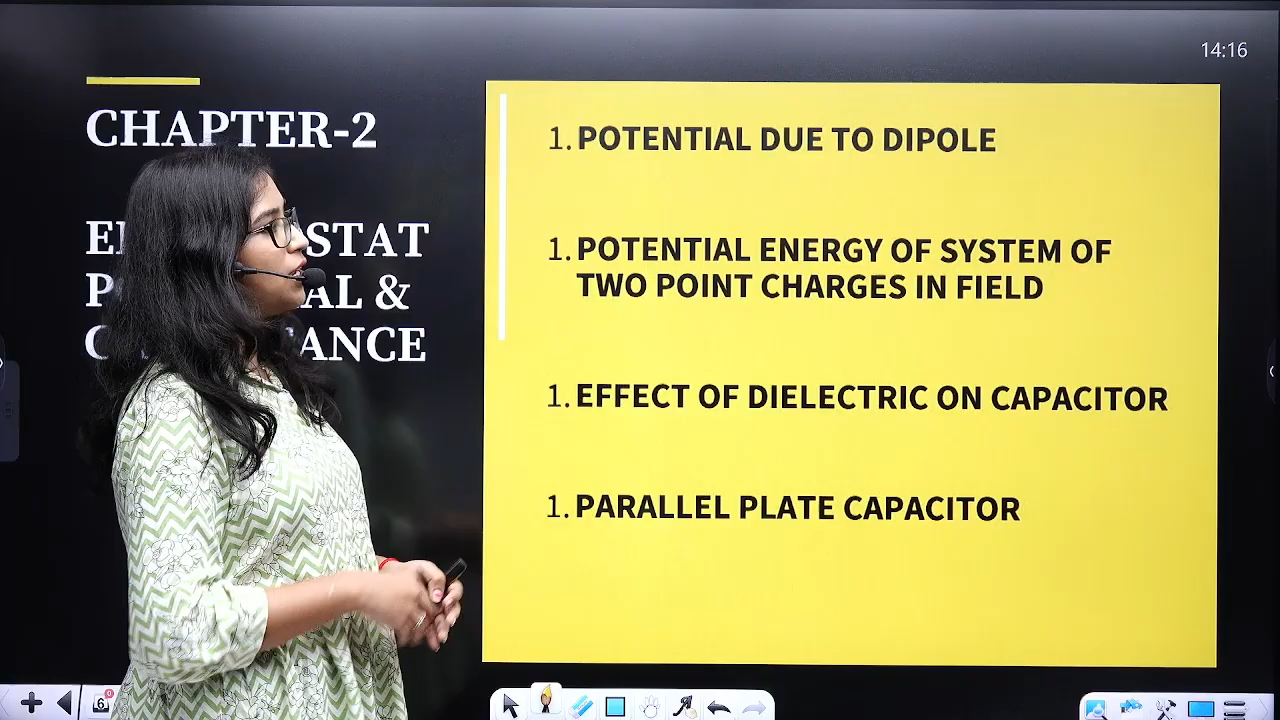 14:16
CHAPTER-2
STAT
&
1. POTENTIAL DUE TO DIPOLE
1. POTENTIAL ENERGY OF SYSTEM OF
TWO POINT CHARGES IN FIELD
1. EFFECT OF DIELECTRIC ON CAPACITOR
1. PARALLEL PLATE CAPACITOR